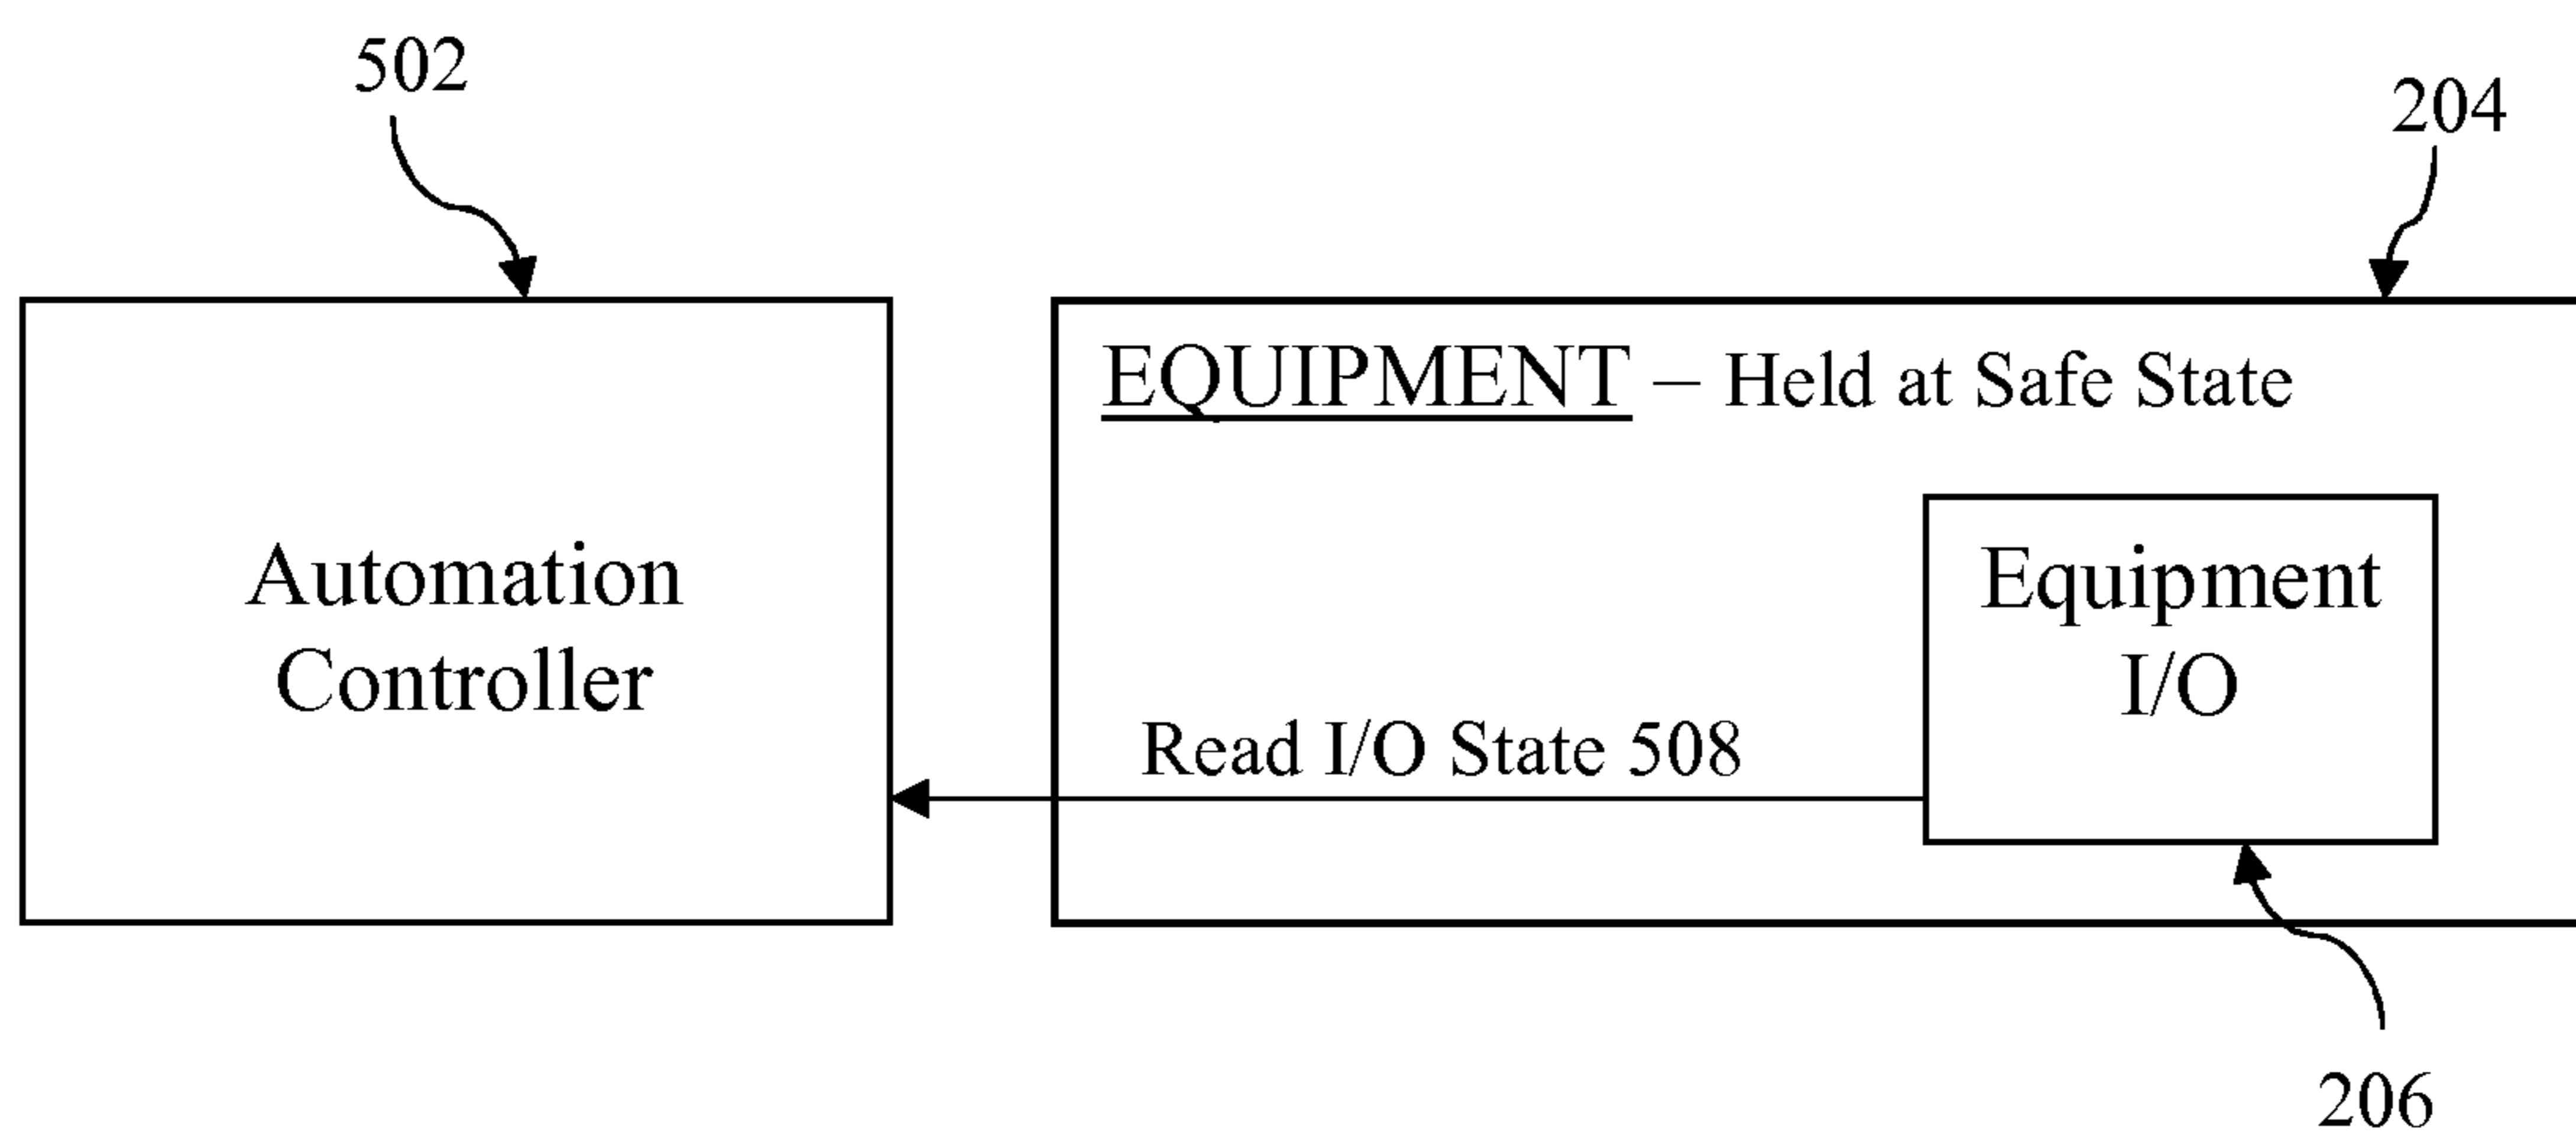 502
204
EQUIPMENT – Held at Safe State
Automation
Controller
Equipment
I/O
Read I/O State 508
206